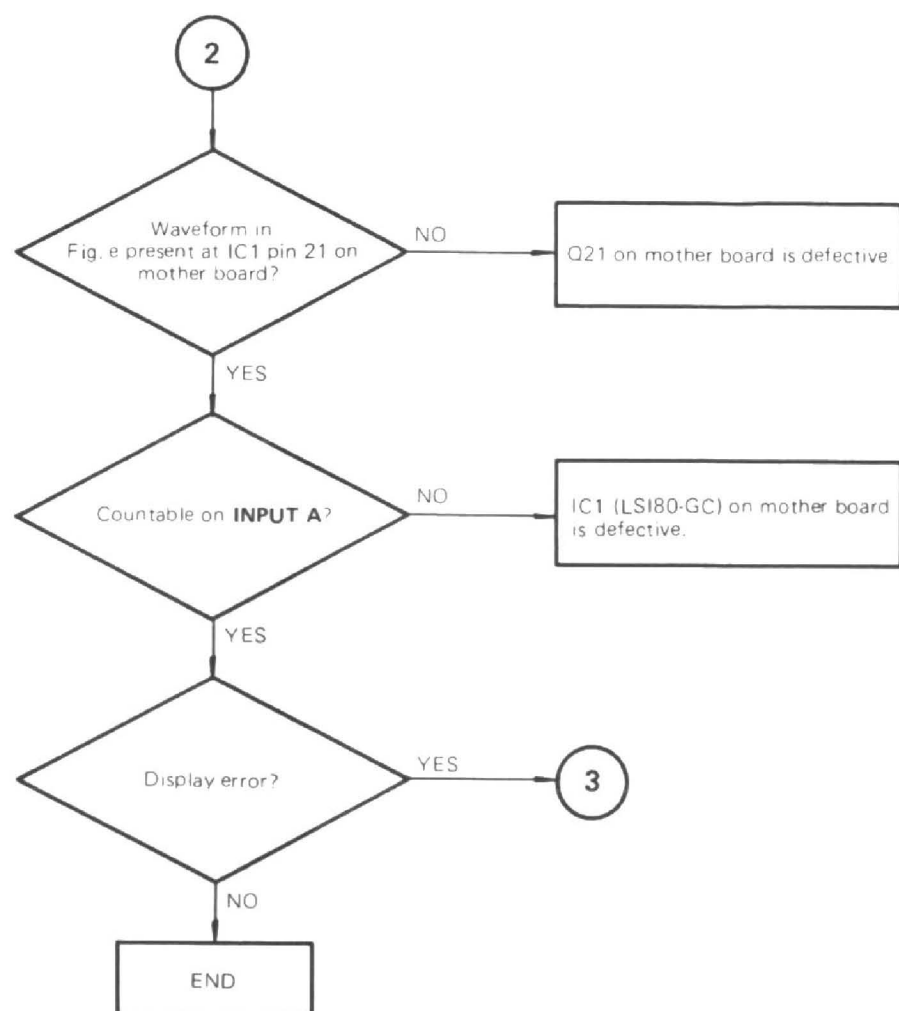 2
Waveform in
Fig. e present at IC1 pin 21 on
mother board?
NO
Q21 on mother board is defective
YES
Countable on INPUT A?
NO
IC1 (LSI80-GC) on mother board
is defective.
YES
Display error?
YES
3
NO
END